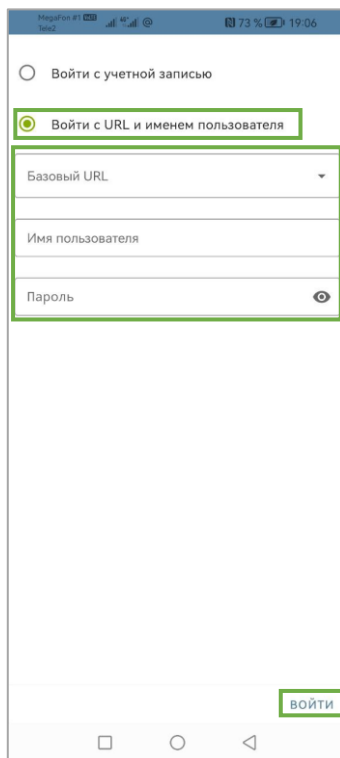 MegaFon #1 73 % 19:06
Tele2
Войти с учетной записью
Войти с URL и именем пользователя
Базовый URL
Имя пользователя
Пароль
ВОЙТИ